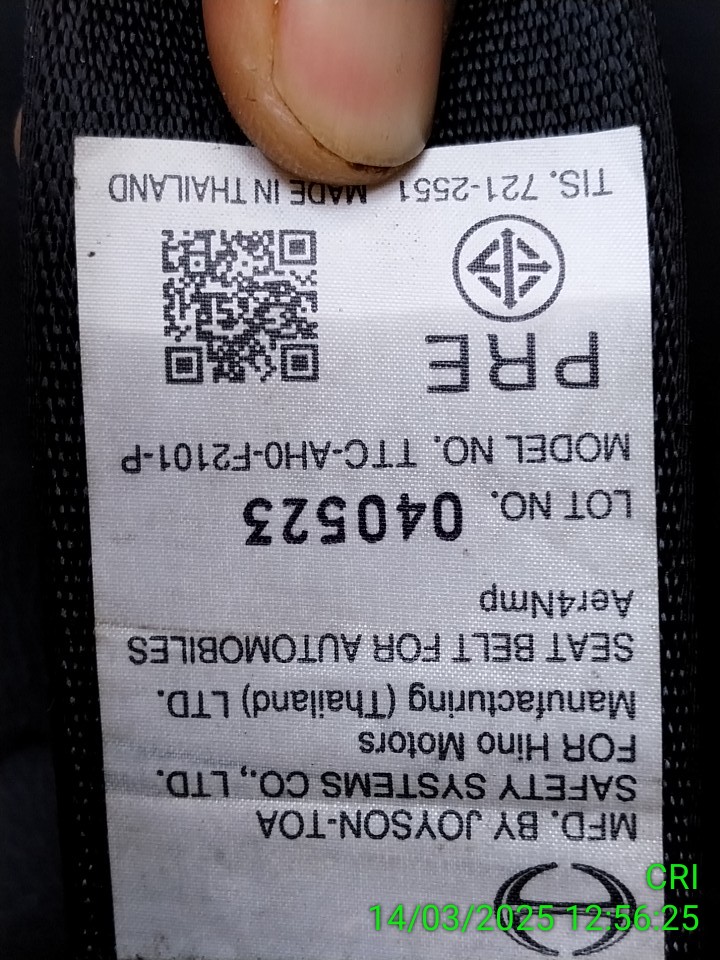 MFD. BY JOYSON-TOA
SAFETY SYSTEMS CO., LTD.
FOR Hino Motors
Manufacturing (Thailand) LTD.
SEAT BELT FOR AUTOMOBILES
Aer4Nmp
LOT NO. 040523
MODEL NO. TTC-AH0-F2101-P
PRE
TIS. 721-2551 MADE IN THAILAND
CRI
14/03/2025 12:56:25